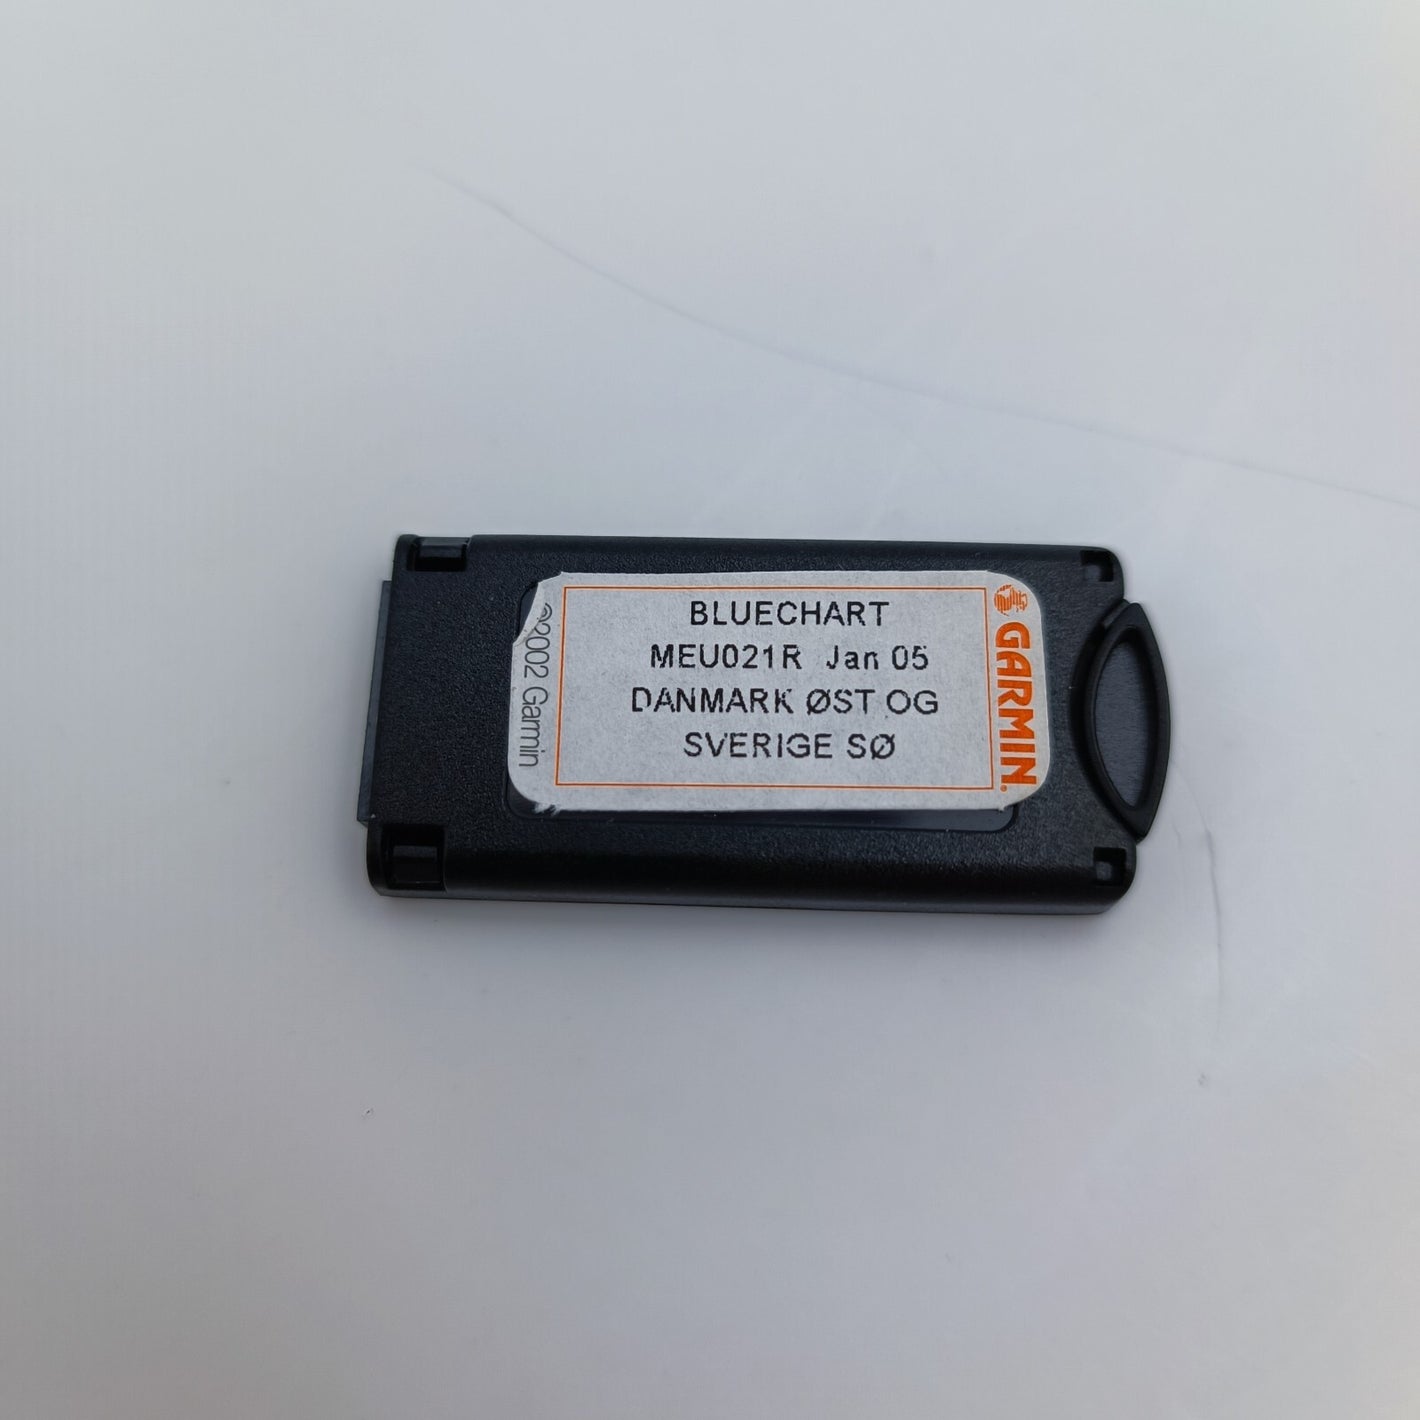 BLUECHART
MEU021R Jan 05
DANMARK ØST OG
SVERIGE SØ
GARMIN
©2002 Garmin